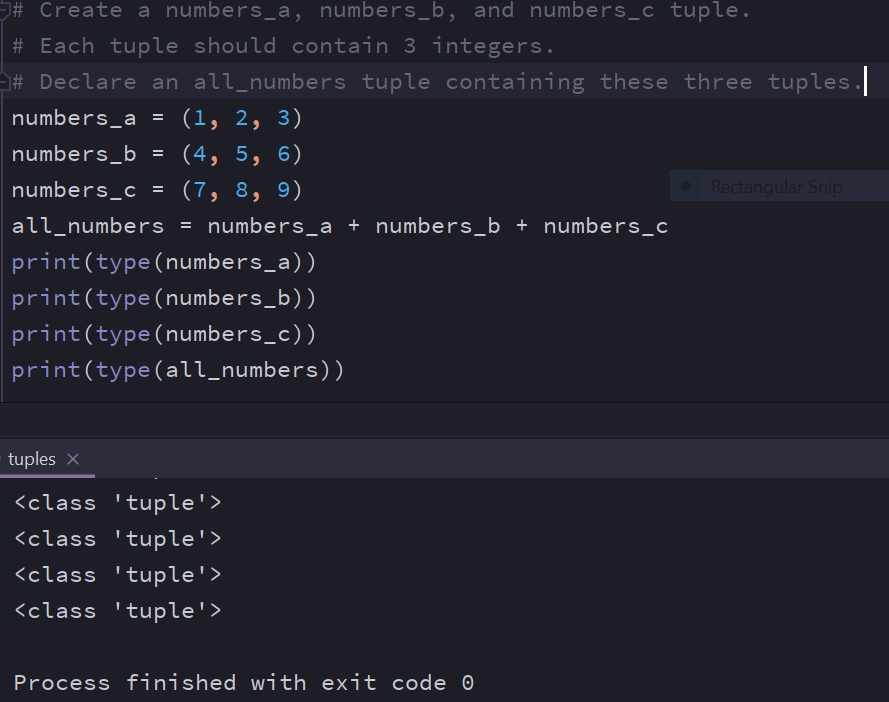 # Create a numbers_a, numbers_b, and numbers_c tuple.
# Each tuple should contain 3 integers.
# Declare an all_numbers tuple containing these three tuples.
numbers_a = (1, 2, 3)
numbers_b = (4, 5, 6)
numbers_c = (7, 8, 9)
Rectangular Snip
all_numbers = numbers_a + numbers_b + numbers_c
print(type(numbers_a))
print(type(numbers_b))
print(type(numbers_c))
print(type(all_numbers))
tuples
<class 'tuple'>
<class 'tuple'>
<class 'tuple'>
<class 'tuple'>
Process finished with exit code 0